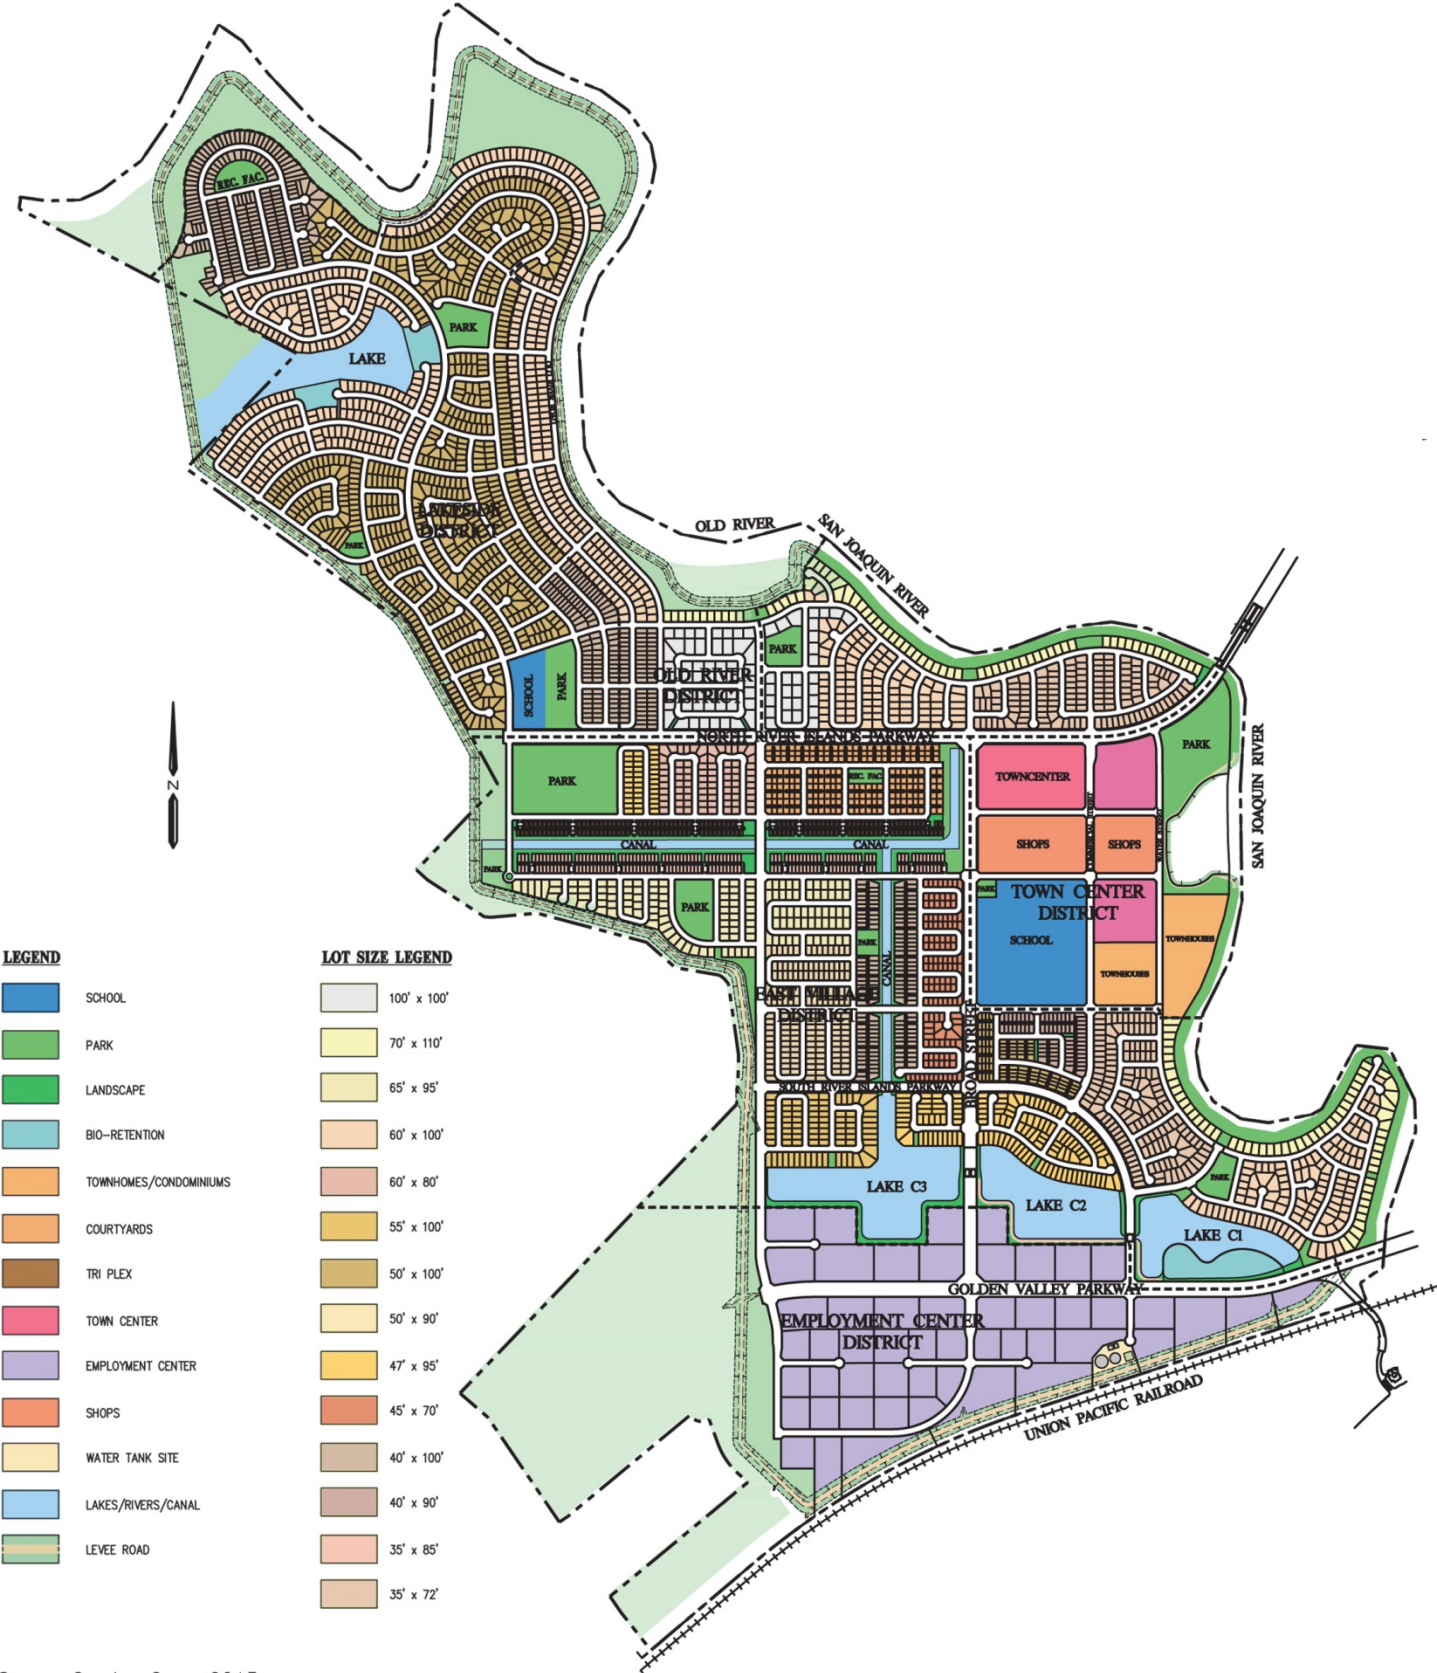 REC. FAC.
PARK
LAKE
LAKESIDE
DISTRICT
PARK
OLD RIVER
SAN JOAQUIN RIVER
PARK
SCHOOL
PARK
OLD RIVER
DISTRICT
NORTH RIVER ISLANDS PARKWAY
PARK
SAN JOAQUIN RIVER
PARK
REC. FAC.
TOWNCENTER
N
CANAL
CANAL
SHOPS
SHOPS
WATER STREET
PARK
PARK
PARK
TOWN CENTER
DISTRICT
PARK
CANAL
SCHOOL
TOWNHOUSES
TOWNHOUSES
EAST VILLAGE
DISTRICT
BROAD STREET
SOUTH RIVER ISLANDS PARKWAY
LAKE C3
LAKE C2
PARK
LAKE C1
GOLDEN VALLEY PARKWAY
EMPLOYMENT CENTER
DISTRICT
UNION PACIFIC RAILROAD
LEGEND
SCHOOL
PARK
LANDSCAPE
BIO-RETENTION
TOWNHOMES/CONDOMINIUMS
COURTYARDS
TRI PLEX
TOWN CENTER
EMPLOYMENT CENTER
SHOPS
WATER TANK SITE
LAKES/RIVERS/CANAL
LEVEE ROAD
LOT SIZE LEGEND
100' x 100'
70' x 110'
65' x 95'
60' x 100'
60' x 80'
55' x 100'
50' x 100'
50' x 90'
47' x 95'
45' x 70'
40' x 100'
40' x 90'
35' x 85'
35' x 72'